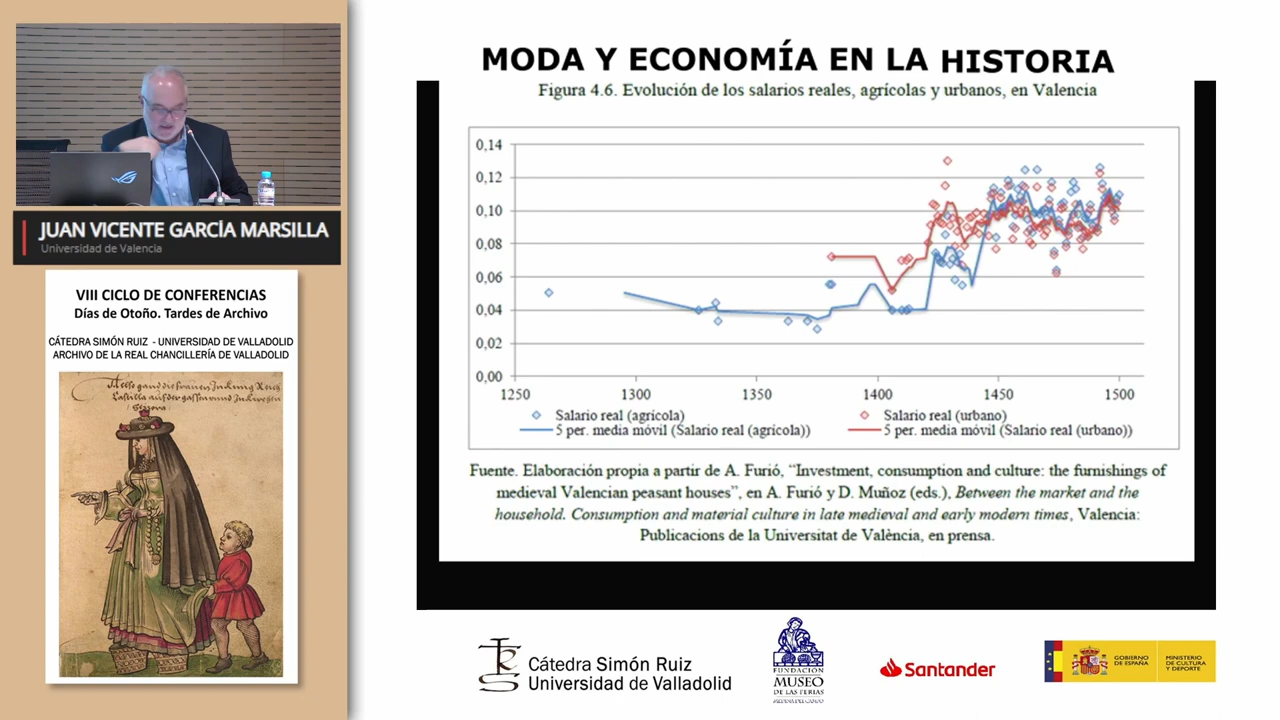 MODA Y ECONOMÍA EN LA HISTORIA
Figura 4.6. Evolución de los salarios reales, agrícolas y urbanos, en Valencia
0,14
0,12
0,10
0,08
0,06
0,04
0,02
0,00
1250 1300 1350 1400 1450 1500
Salario real (agrícola) Salario real (urbano)
5 per. media móvil (Salario real (agrícola)) 5 per. media móvil (Salario real (urbano))
Fuente. Elaboración propia a partir de A. Furió, “Investment, consumption and culture: the furnishings of
medieval Valencian peasant houses”, en A. Furió y D. Muñoz (eds.), Between the market and the
household. Consumption and material culture in late medieval and early modern times, Valencia:
Publicacions de la Universitat de València, en prensa.
JUAN VICENTE GARCÍA MARSILLA
Universidad de Valencia
VIII CICLO DE CONFERENCIAS
Días de Otoño. Tardes de Archivo
CÁTEDRA SIMÓN RUIZ - UNIVERSIDAD DE VALLADOLID
ARCHIVO DE LA REAL CHANCILLERÍA DE VALLADOLID
Cátedra Simón Ruiz
Universidad de Valladolid
FUNDACIÓN
MUSEO
DE LAS FERIAS
MEDINA DEL CAMPO
Santander
GOBIERNO
DE ESPAÑA
MINISTERIO
DE CULTURA
Y DEPORTE